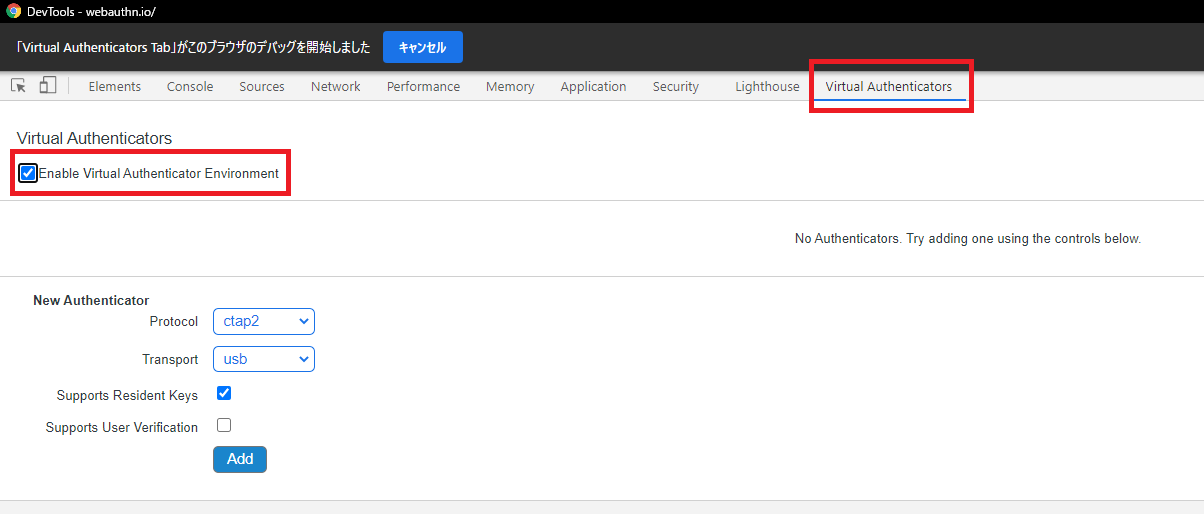 DevTools - webauthn.io/
「Virtual Authenticators Tab」がこのブラウザのデバッグを開始しました キャンセル
Elements Console Sources Network Performance Memory Application Security Lighthouse Virtual Authenticators
Virtual Authenticators
Enable Virtual Authenticator Environment
No Authenticators. Try adding one using the controls below.
New Authenticator
Protocol ctap2
Transport usb
Supports Resident Keys
Supports User Verification
Add